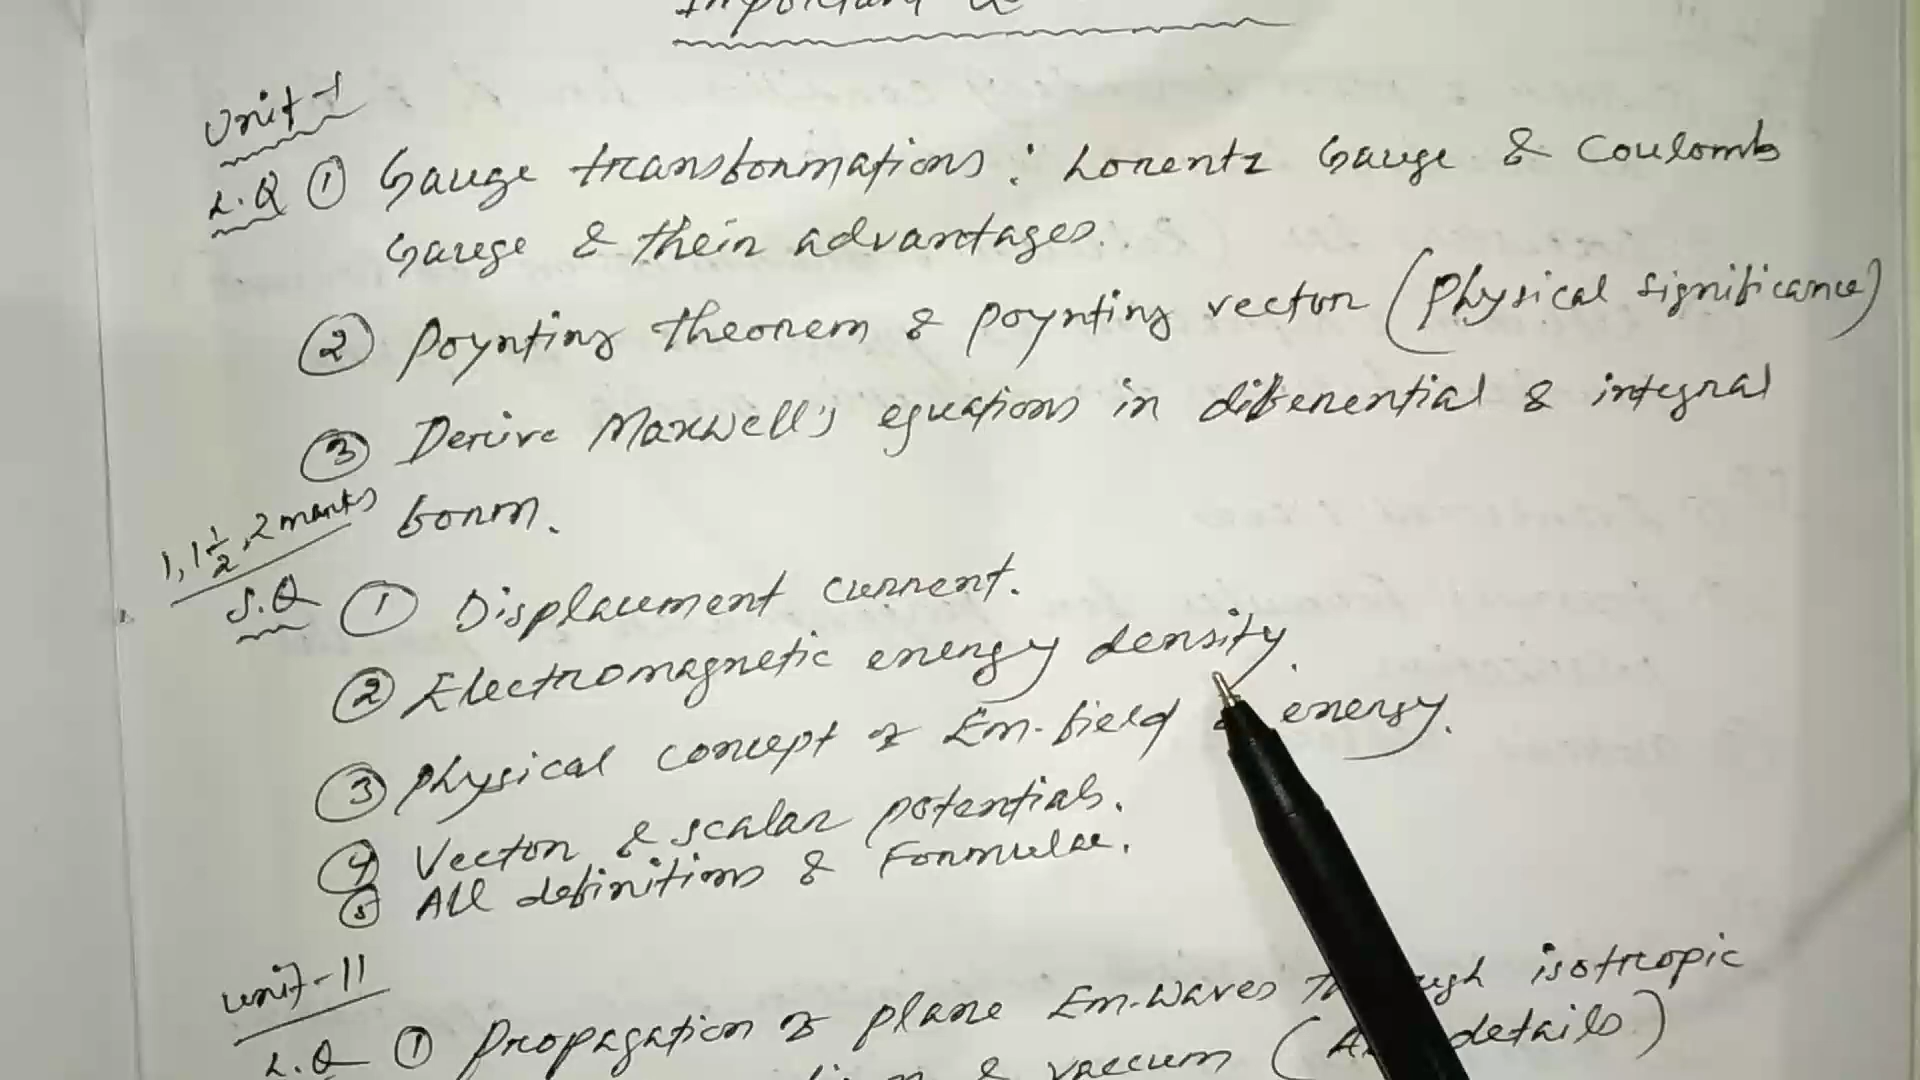 Important Q
Unit-I
L.Q ① Gauge transformations : Lorentz Gauge & Coulomb
Gauge & their advantages.
② Poynting theorem & poynting vector (Physical significance)
③ Derive Maxwell's equations in differential & integral
form.
1, 1½, 2 marks
S.Q ① Displacement current.
② Electromagnetic energy density.
③ Physical concept of Em-field energy.
④ Vector & scalar potentials.
⑤ All definitions & Formulae.
Unit-II
L.Q ① Propagation of plane Em-waves through isotropic
& vaccum ( details )